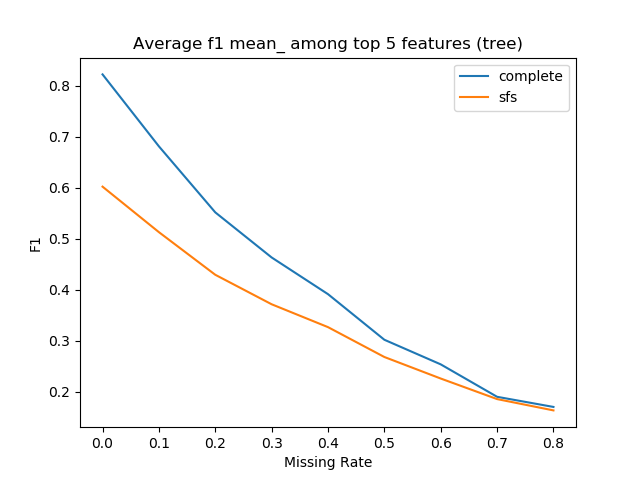 Average f1 mean_ among top 5 features (tree)
complete
sfs
F1
0.8
0.7
0.6
0.5
0.4
0.3
0.2
0.0 0.1 0.2 0.3 0.4 0.5 0.6 0.7 0.8
Missing Rate